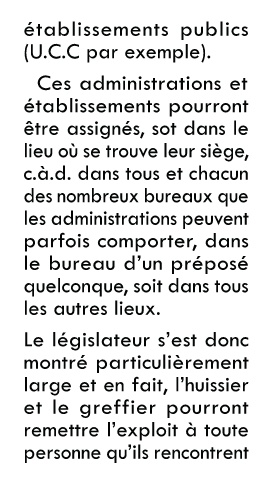 établissements publics
(U.C.C par exemple).
Ces administrations et
établissements pourront
être assignés, sot dans le
lieu où se trouve leur siège,
c.à.d. dans tous et chacun
des nombreux bureaux que
les administrations peuvent
parfois comporter, dans
le bureau d'un préposé
quelconque, soit dans tous
les autres lieux.
Le législateur s'est donc
montré particulièrement
large et en fait, l'huissier
et le greffier pourront
remettre l'exploit à toute
personne qu'ils rencontrent